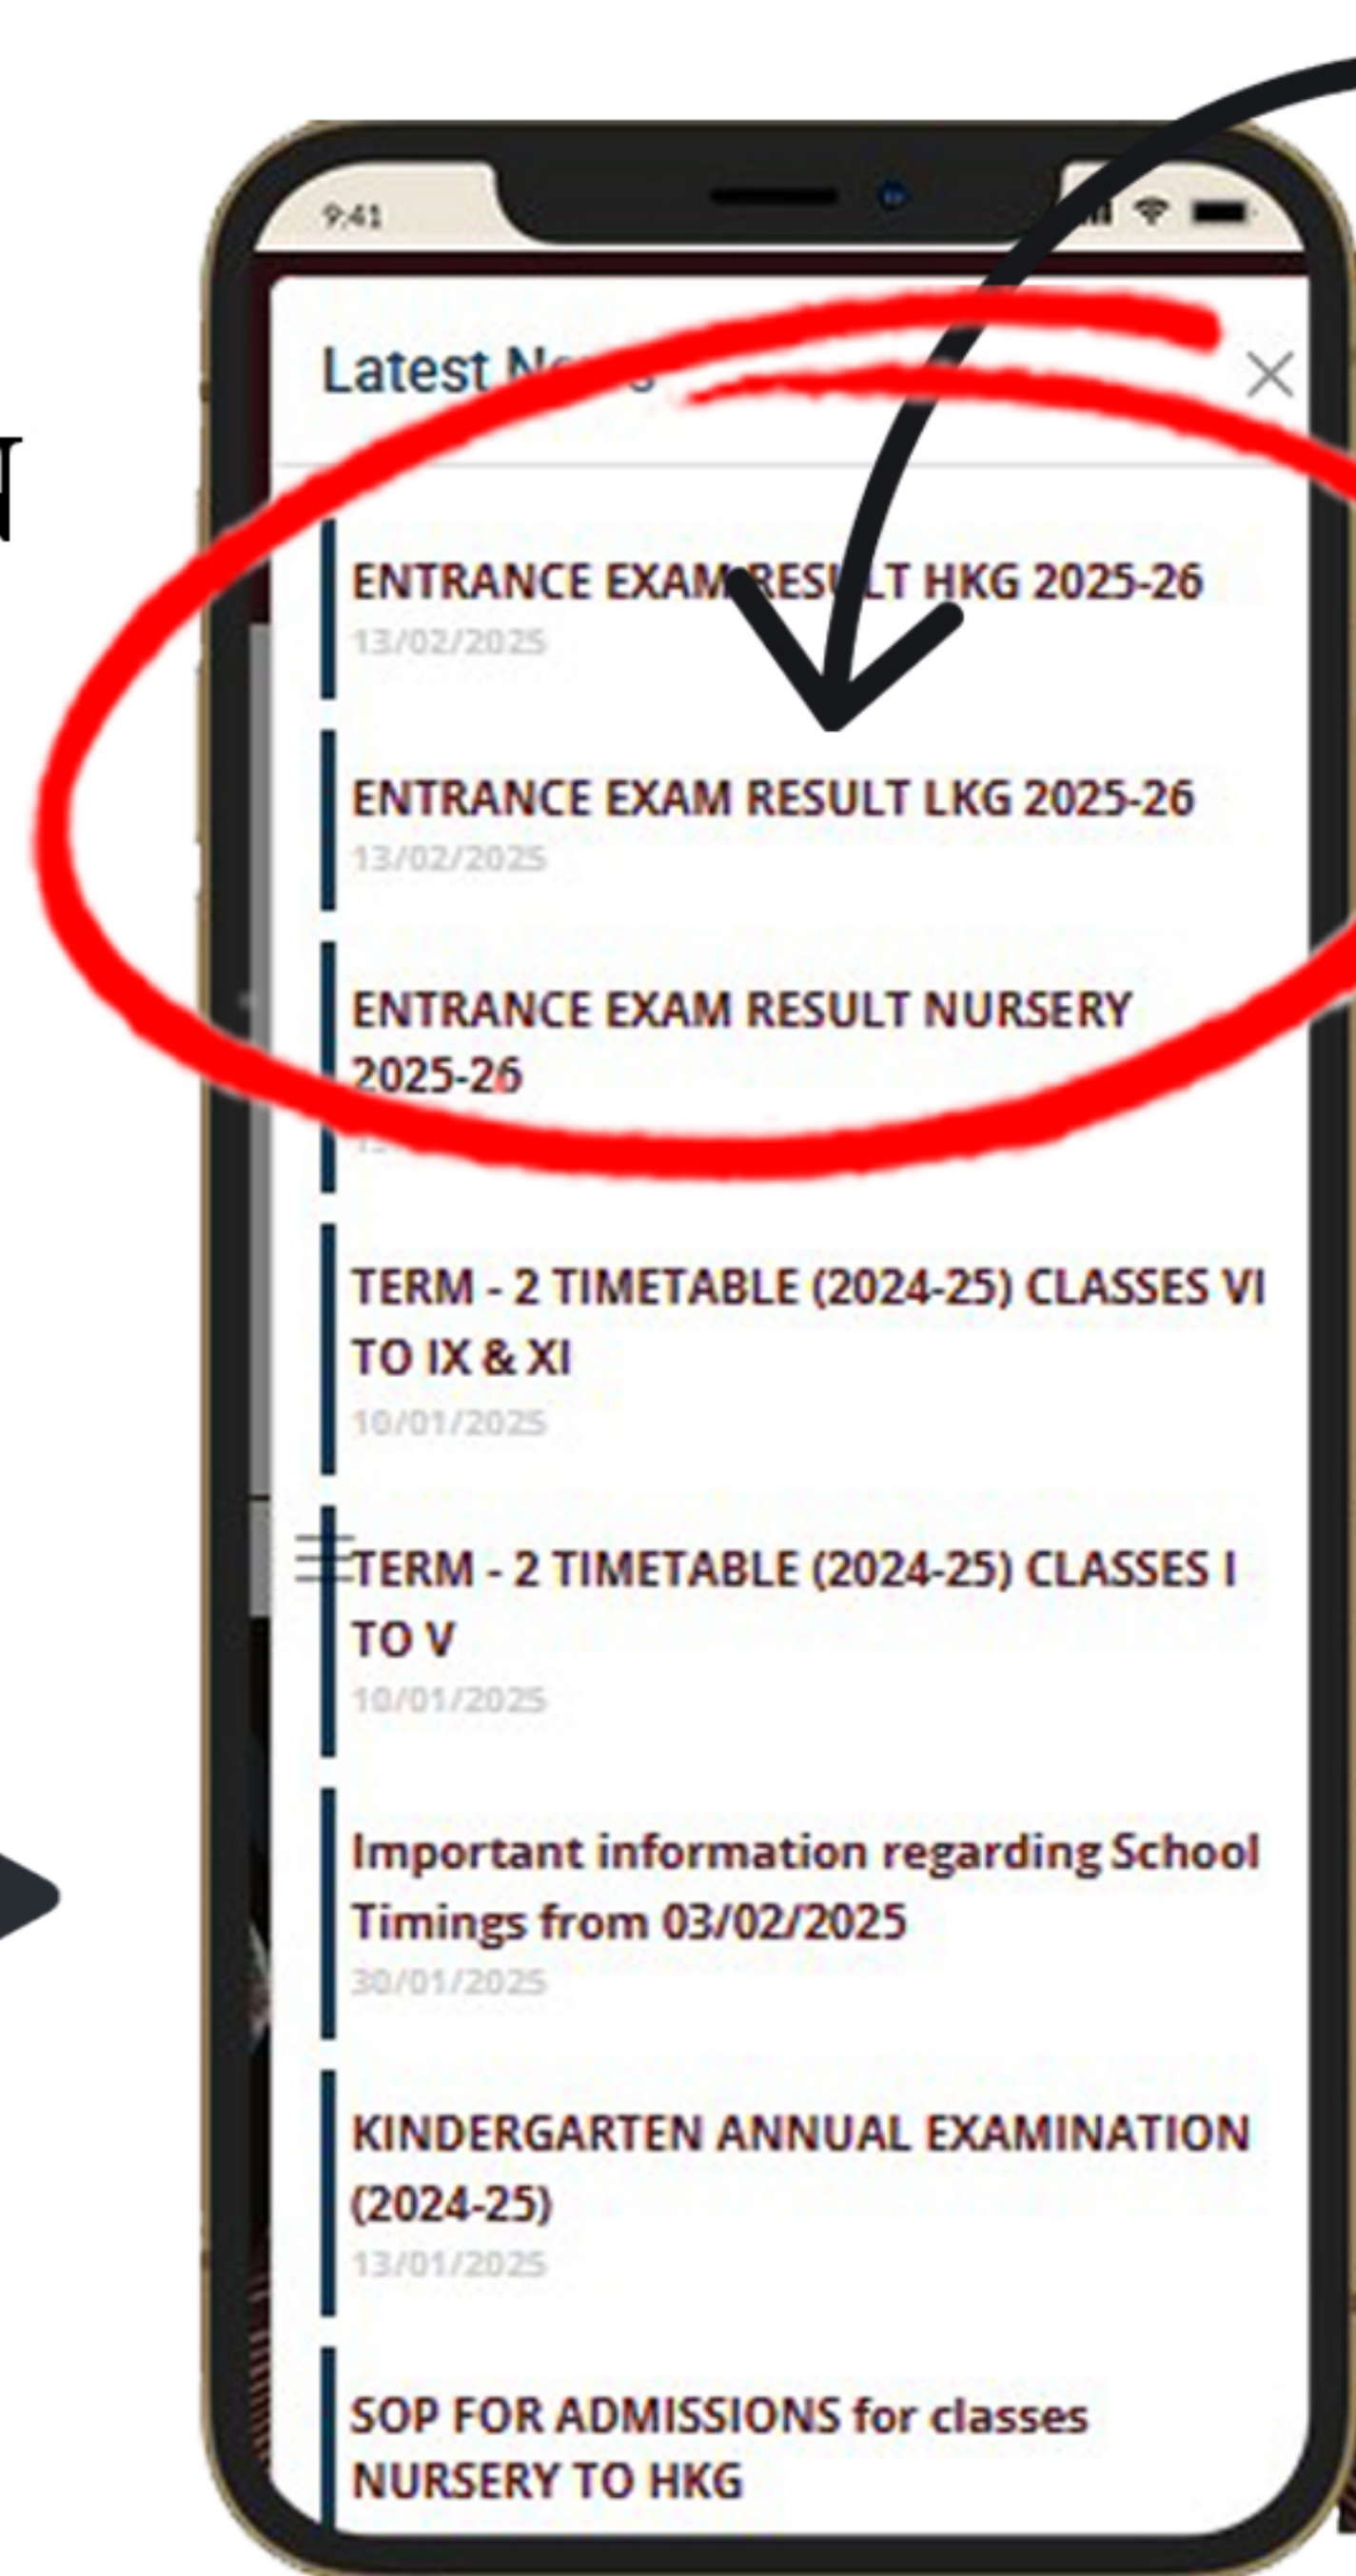 9:41
Latest News
N
ENTRANCE EXAM RESULT HKG 2025-26
13/02/2025
ENTRANCE EXAM RESULT LKG 2025-26
13/02/2025
ENTRANCE EXAM RESULT NURSERY
2025-26
TERM - 2 TIMETABLE (2024-25) CLASSES VI
TO IX & XI
10/01/2025
TERM - 2 TIMETABLE (2024-25) CLASSES I
TO V
10/01/2025
Important information regarding School
Timings from 03/02/2025
30/01/2025
KINDERGARTEN ANNUAL EXAMINATION
(2024-25)
13/01/2025
SOP FOR ADMISSIONS for classes
NURSERY TO HKG